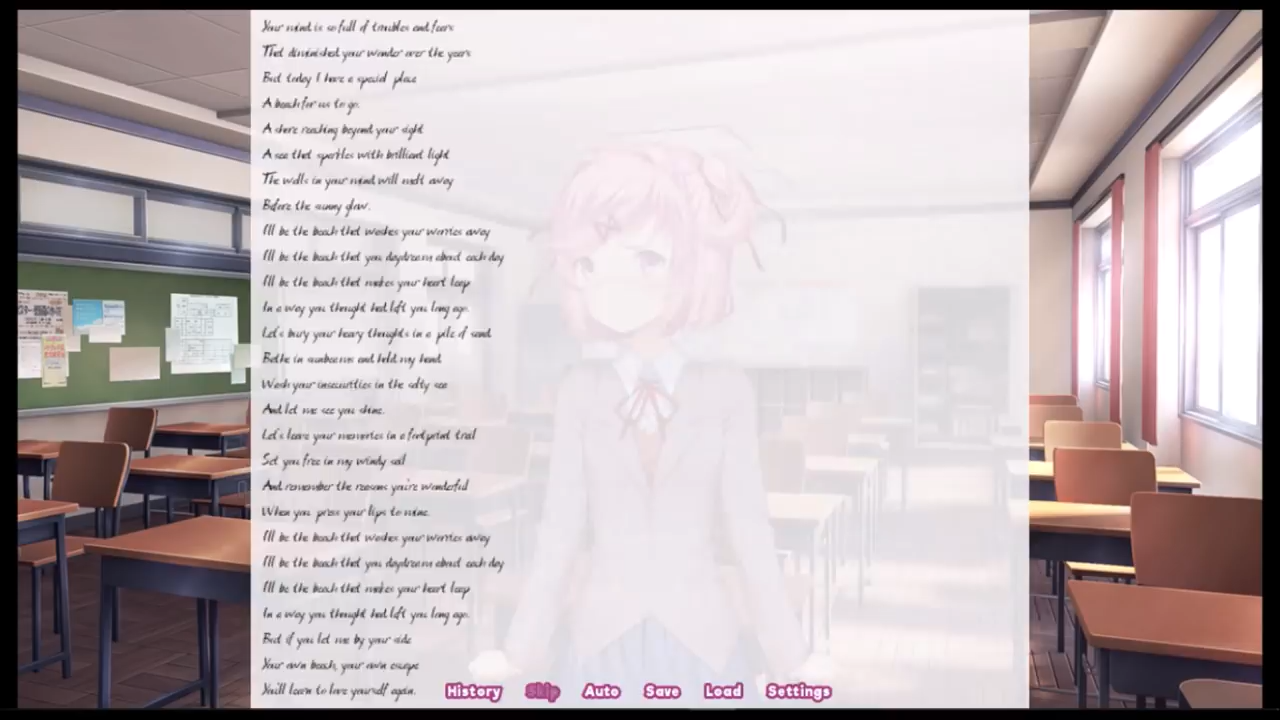 Your mind is so full of troubles and fears
That diminished your wonder over the years
But today I have a special place
A beach for us to go.
A shore reaching beyond your sight
A sea that sparkles with brilliant light
The walls in your mind will melt away
Before the sunny glow.
I'll be the beach that washes your worries away
I'll be the beach that you daydream about each day
I'll be the beach that makes your heart leap
In a way you thought had left you long ago.
Let's bury your heavy thoughts in a pile of sand
Bathe in sunbeams and hold my hand
Wash your insecurities in the salty sea
And let me see you shine.
Let's leave your memories in a footprint trail
Set you free in my windy sail
And remember the reasons you're wonderful
When you press your lips to mine.
I'll be the beach that washes your worries away
I'll be the beach that you daydream about each day
I'll be the beach that makes your heart leap
In a way you thought had left you long ago.
But if you let me by your side
Your own beach, your own escape
You'll learn to love yourself again.
History Skip Auto Save Load Settings